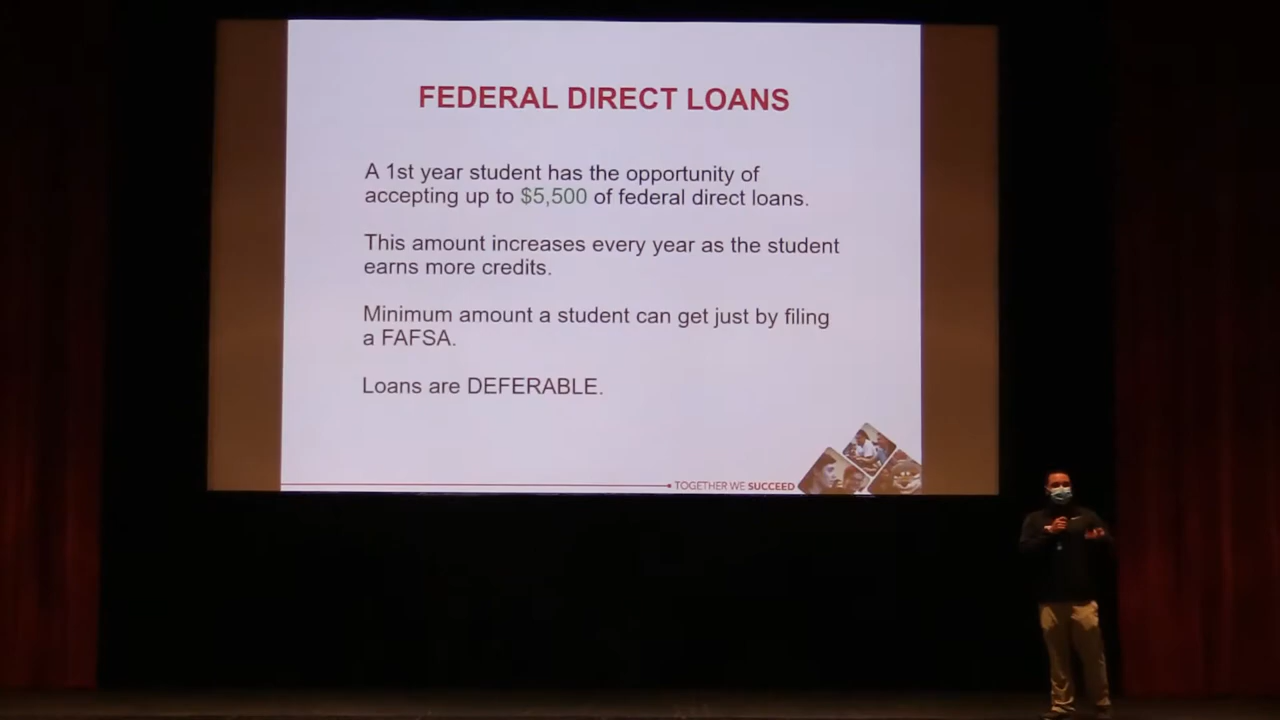 FEDERAL DIRECT LOANS
A 1st year student has the opportunity of
accepting up to $5,500 of federal direct loans.
This amount increases every year as the student
earns more credits.
Minimum amount a student can get just by filing
a FAFSA.
Loans are DEFERABLE.
TOGETHER WE SUCCEED